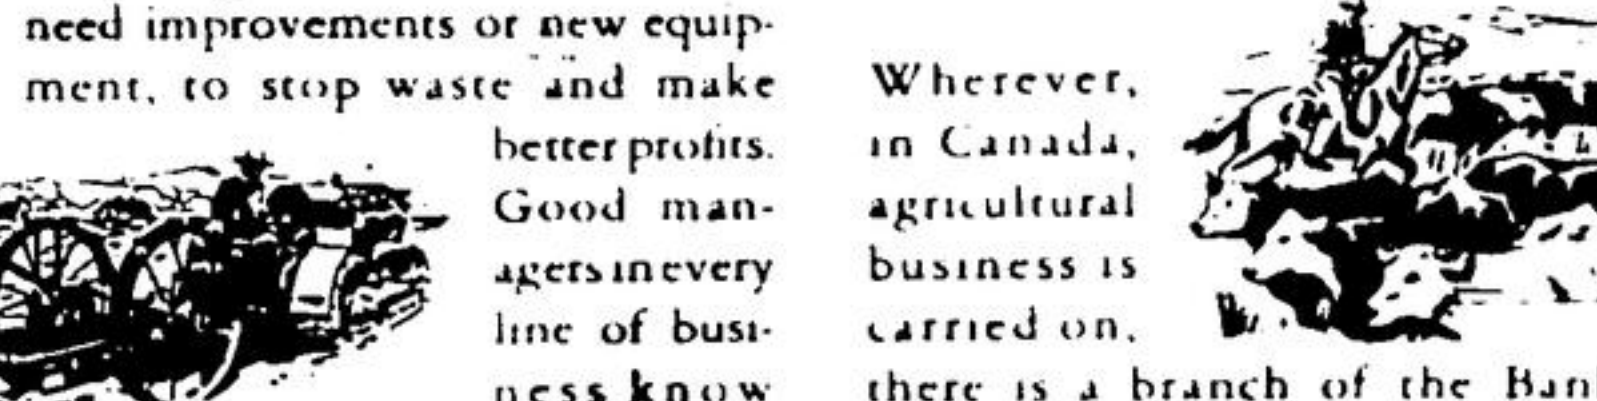 need improvements or new equip-
ment, to stop waste and make
better profits.
Good man-
agers in every
line of busi-
ness know
Wherever,
in Canada,
agricultural
business is
carried on,
there is a branch of the Ban